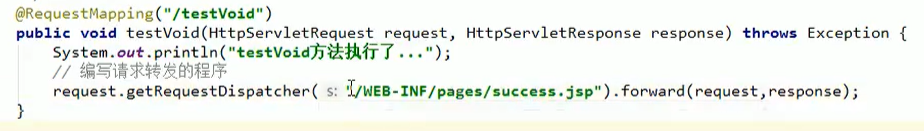 @RequestMapping("/testVoid")
public void testVoid(HttpServletRequest request, HttpServletResponse response) throws Exception {
System.out.println("testVoid方法执行了...");
// 编写请求转发的程序
request.getRequestDispatcher( s: "/WEB-INF/pages/success.jsp").forward(request,response);
}